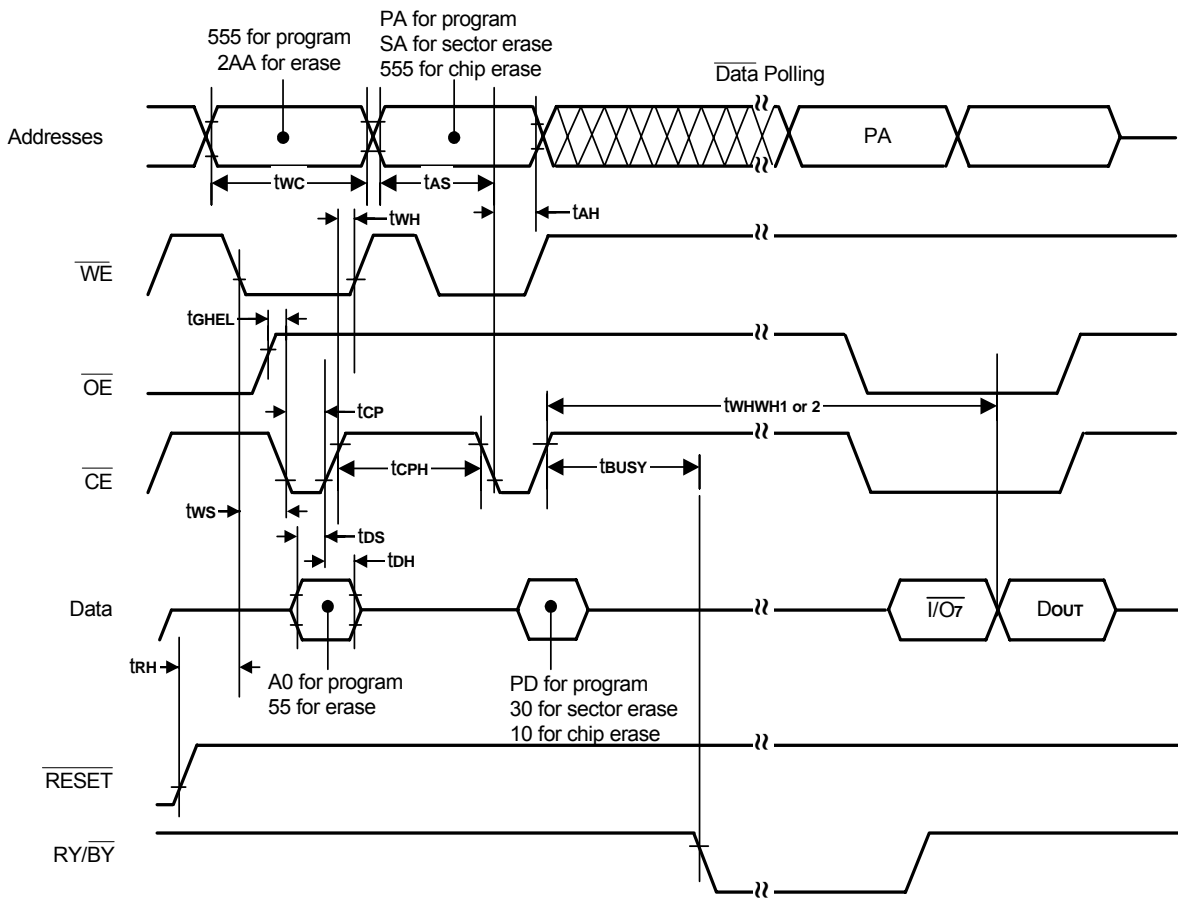 555 for program
2AA for erase
PA for program
SA for sector erase
555 for chip erase
Data Polling
Addresses
PA
tWC
tAS
tWH
tAH
WE
tGHEL
OE
tCP
tWHWH1 or 2
CE
tCPH
tBUSY
tWS
tDS
tDH
Data
I/O7
DOUT
tRH
A0 for program
55 for erase
PD for program
30 for sector erase
10 for chip erase
RESET
RY/BY